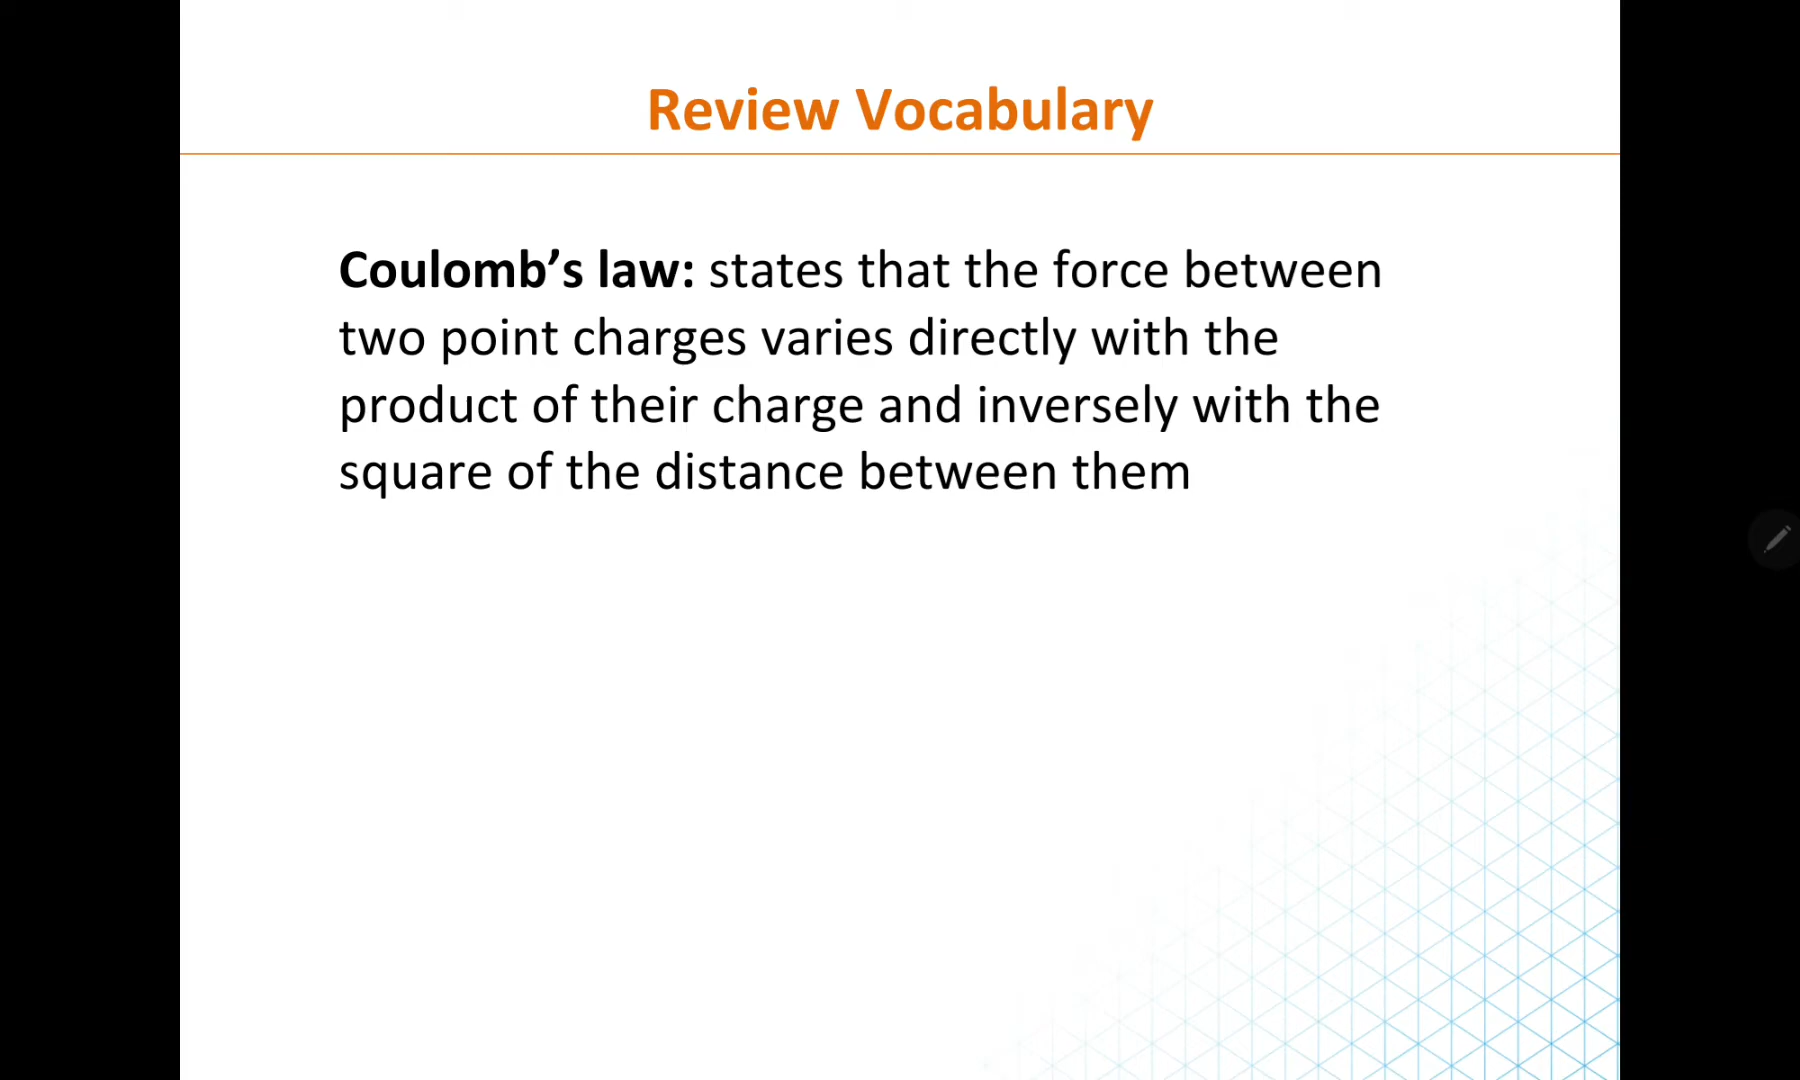 Review Vocabulary
Coulomb’s law: states that the force between
two point charges varies directly with the
product of their charge and inversely with the
square of the distance between them